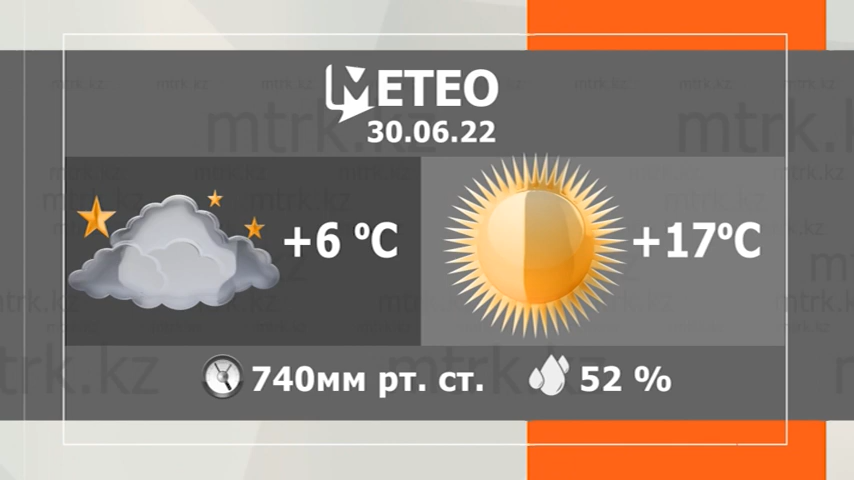 METEO
30.06.22
+6 ºC
+17ºC
740мм рт. ст.
52 %
mtrk.kz